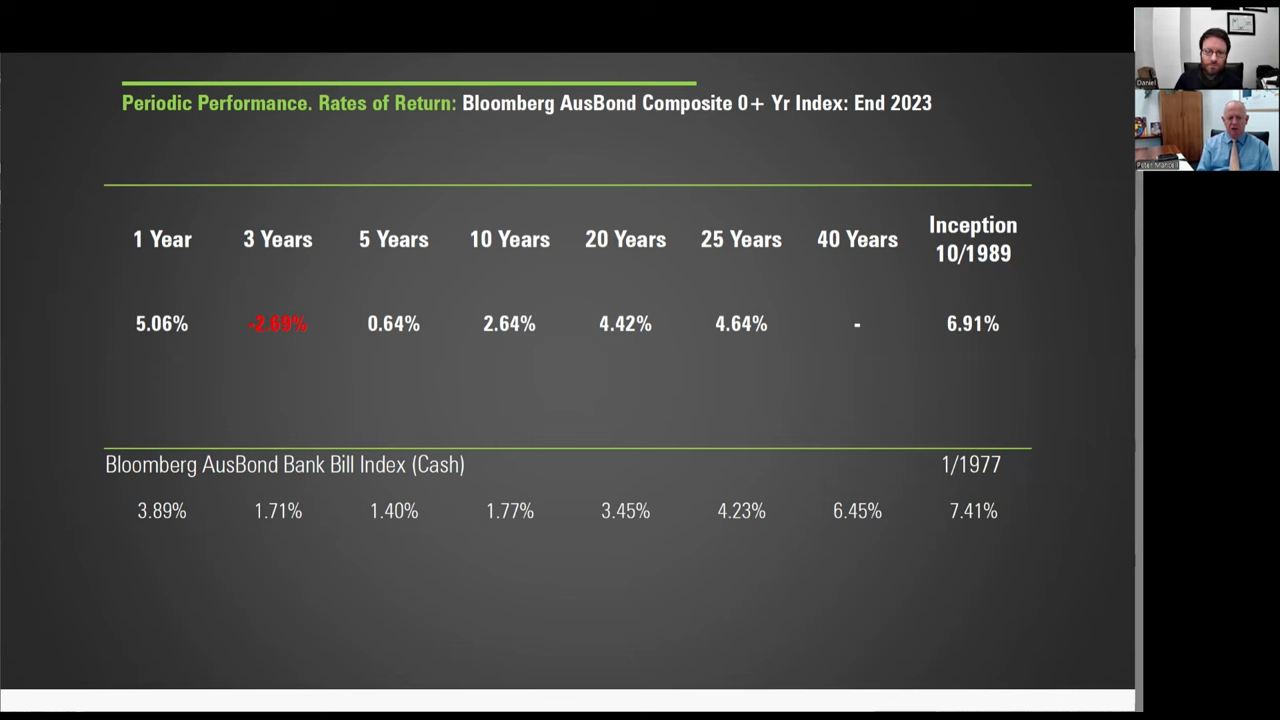 Periodic Performance. Rates of Return: Bloomberg AusBond Composite 0+ Yr Index: End 2023
1 Year 3 Years 5 Years 10 Years 20 Years 25 Years 40 Years Inception 10/1989
5.06% -2.69% 0.64% 2.64% 4.42% 4.64% - 6.91%
Bloomberg AusBond Bank Bill Index (Cash) 1/1977
3.89% 1.71% 1.40% 1.77% 3.45% 4.23% 6.45% 7.41%
Daniel
Peter Mancell